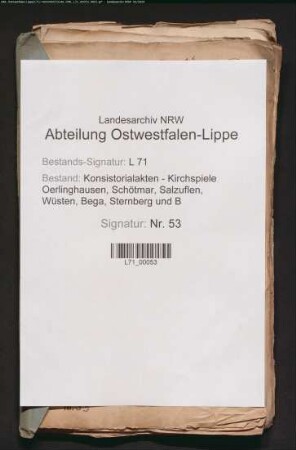 Landesarchiv NRW
Abteilung Ostwestfalen-Lippe
Bestands-Signatur: L 71
Bestand: Konsistorialakten - Kirchspiele
Oerlinghausen, Schötmar, Salzuflen,
Wüsten, Bega, Sternberg und B
Signatur: Nr. 53
L71_00053